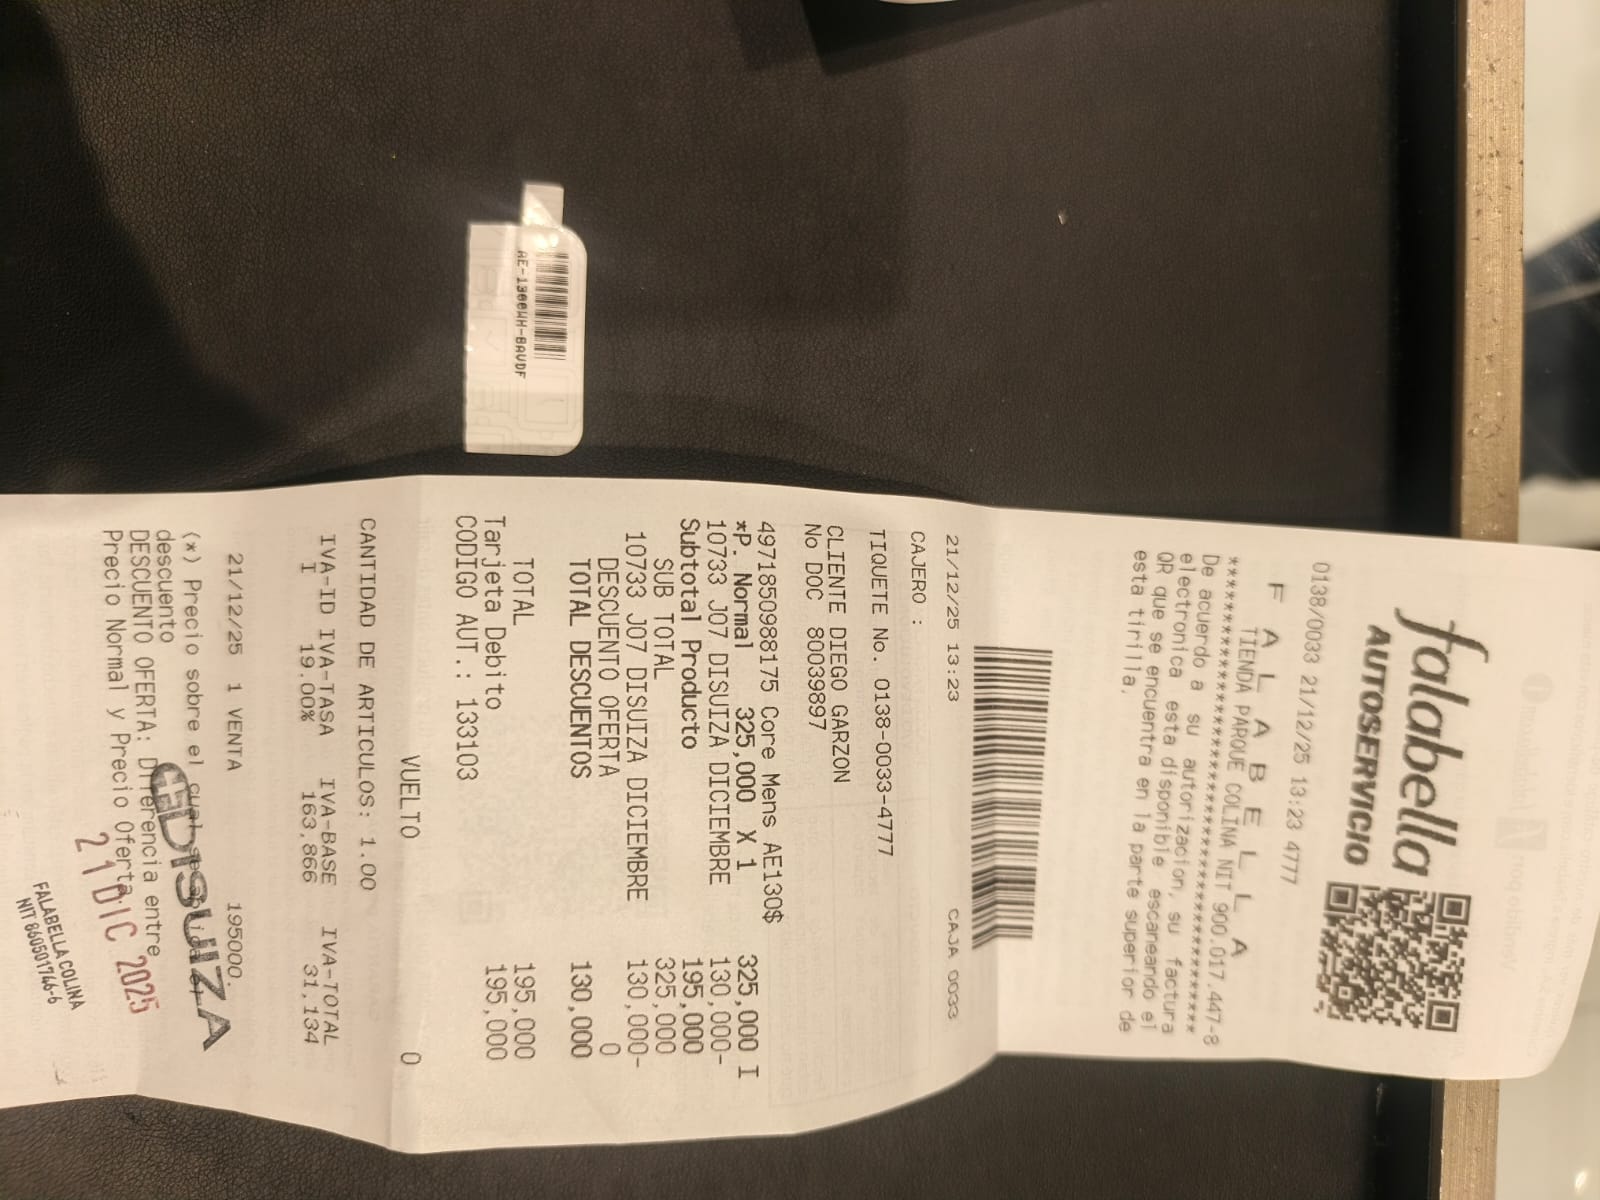 falabella
AUTOSERVICIO
0138/0033 21/12/25 13:23 4777
F A L A B E L L A
TIENDA PARQUE COLINA NIT 900.017.447-8
De acuerdo a su autorizacion, su factura
electronica esta disponible escaneando el
QR que se encuentra en la parte superior de
esta tirilla.
21/12/25 13:23 CAJA 0033
CAJERO :
TIQUETE No. 0138-0033-4777
CLIENTE DIEGO GARZON
No DOC 80039897
4971850988175 Core Mens AE130$ 325,000 I
*P. Normal 325,000 X 1
10733 J07 DISUIZA DICIEMBRE 130,000-
Subtotal Producto 195,000
SUB TOTAL 325,000
10733 J07 DISUIZA DICIEMBRE 130,000-
DESCUENTO OFERTA 0
TOTAL DESCUENTOS 130,000
TOTAL 195,000
Tarjeta Debito 195,000
CODIGO AUT.: 133103
VUELTO 0
CANTIDAD DE ARTICULOS: 1.00
IVA-ID IVA-TASA IVA-BASE IVA-TOTAL
I 19.00% 163,866 31,134
21/12/25 1 VENTA 195000.
(*) Precio sobre el cual se
descuento
DESCUENTO OFERTA: Diferencia entre
Precio Normal y Precio Oferta
DISUIZA
21 DIC 2025
FALABELLA COLINA
NIT 860501746-6
AE-1300WH-8AVDF